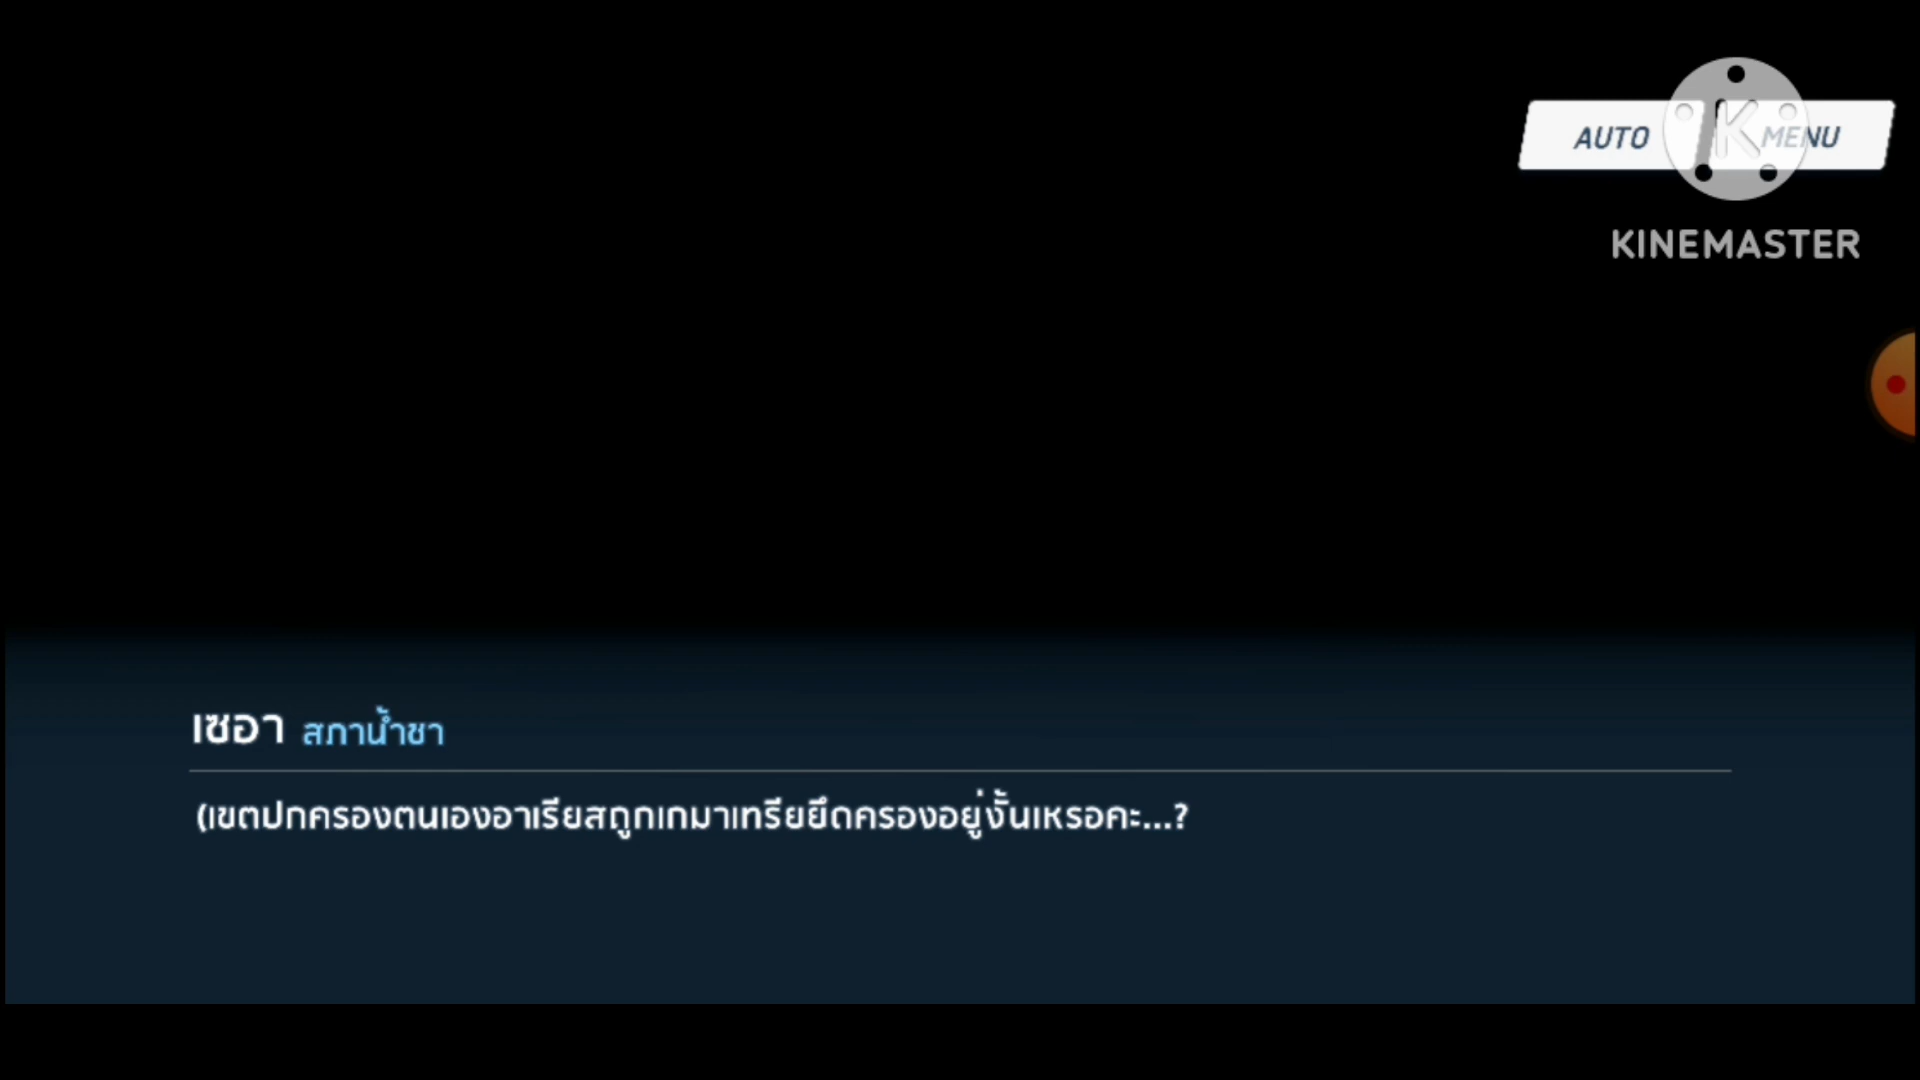 AUTO
MENU
KINEMASTER
เซอา สภาน้ำชา
(เขตปกครองตนเองอาเรียสถูกเกมาเทรียยึดครองอยู่งั้นเหรอคะ...?